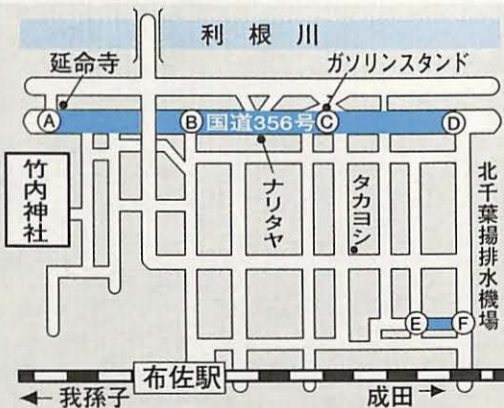 利根川
延命寺
ガソリンスタンド
A
B
国道356号
C
D
竹内神社
ナリタヤ
タカヨシ
北千葉揚排水機場
E
F
布佐駅
← 我孫子
成田 →